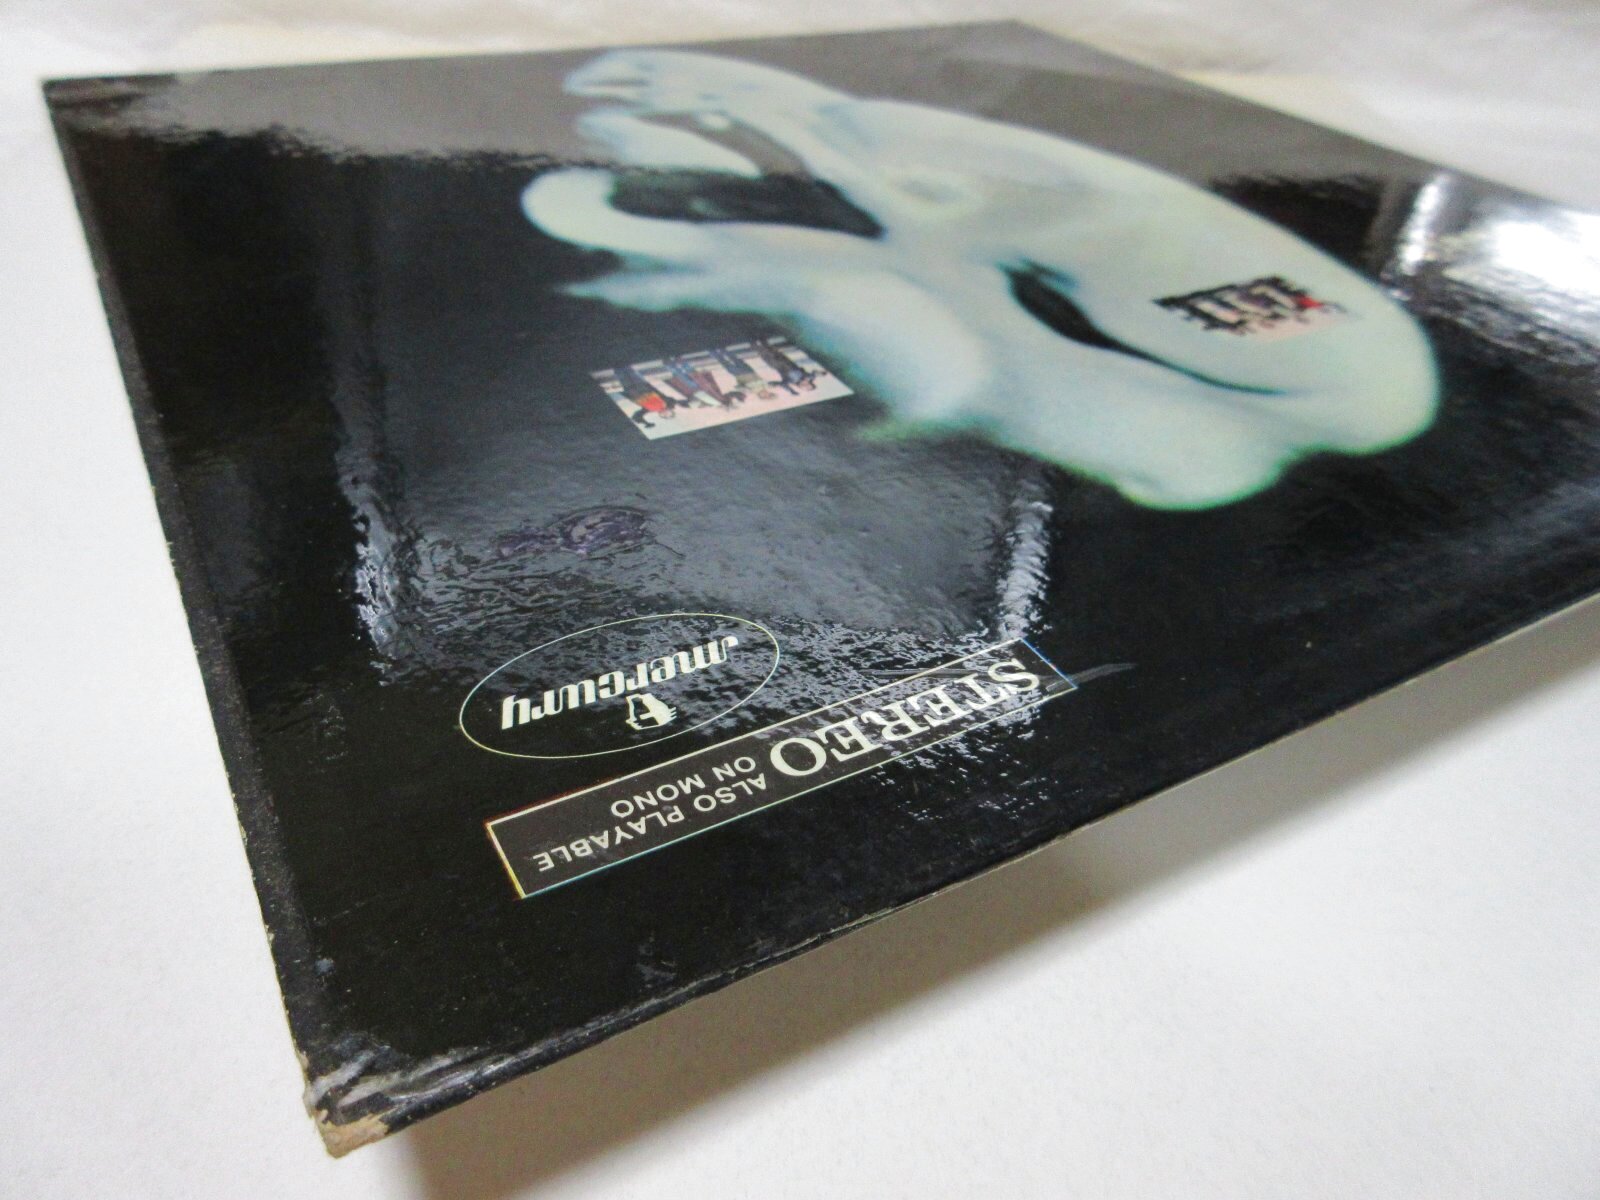 mercury
STEREO ALSO PLAYABLE
ON MONO